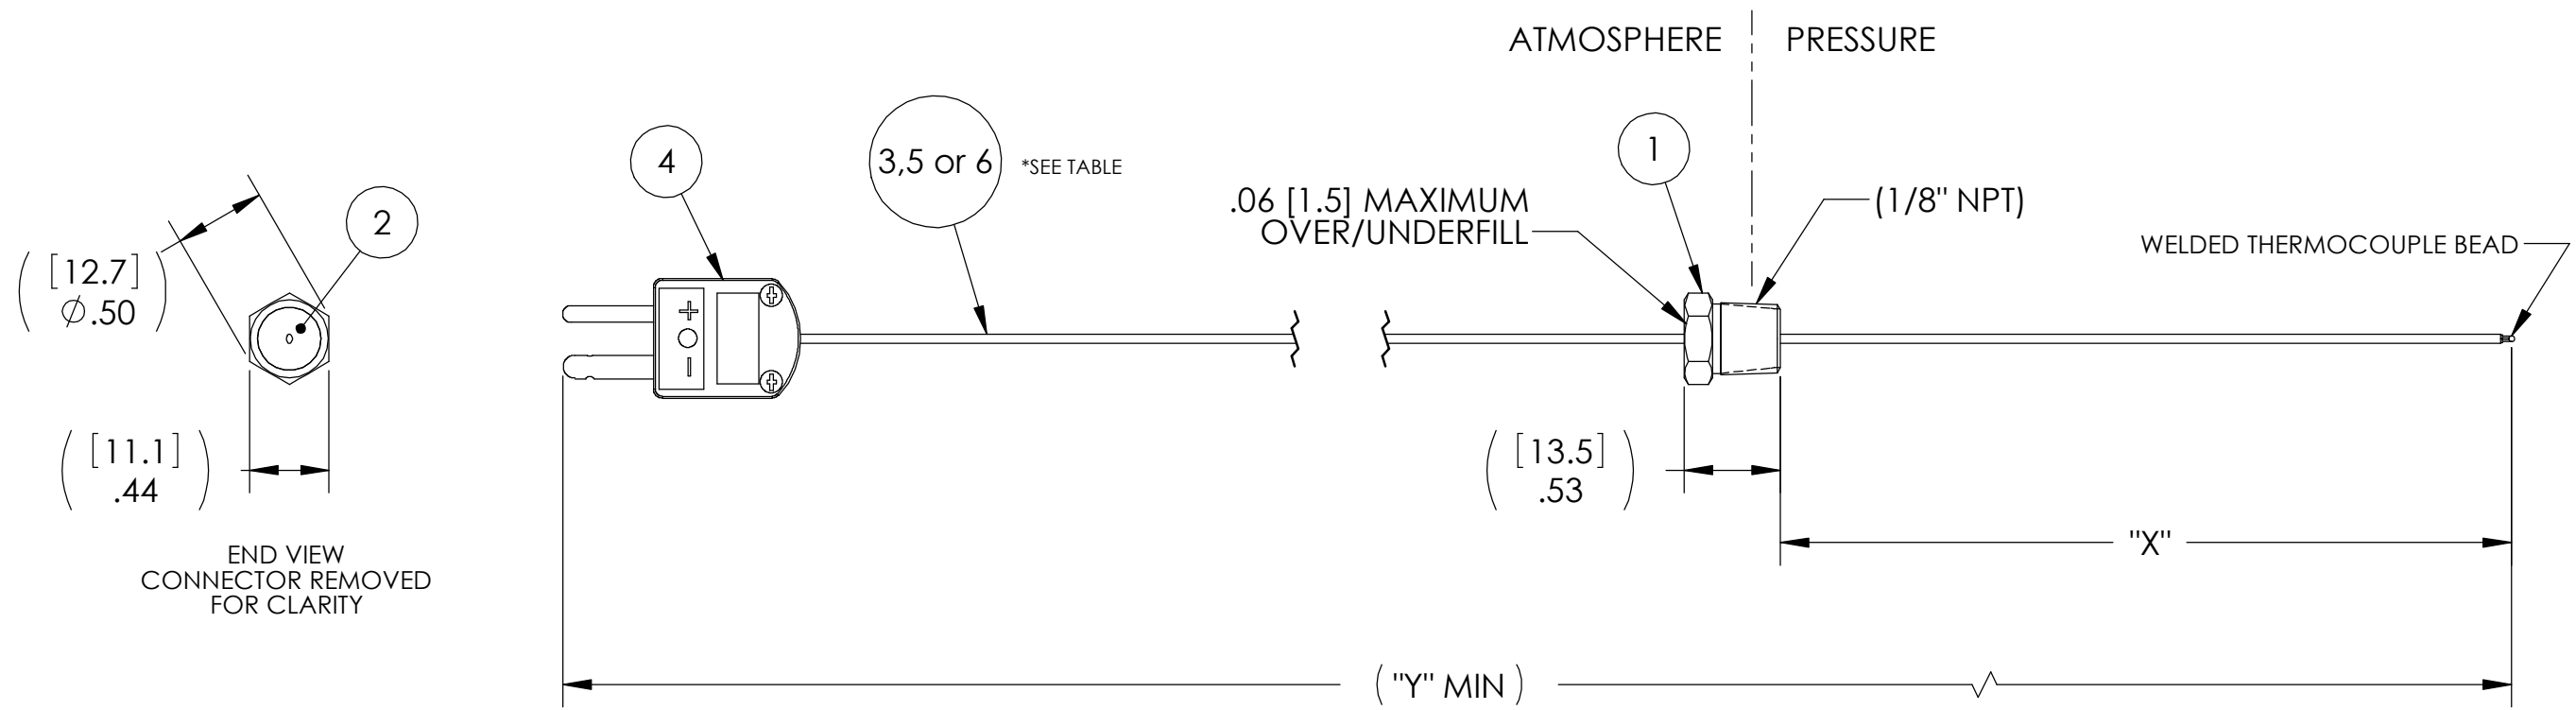 ATMOSPHERE
PRESSURE
4
3,5 or 6
*SEE TABLE
1
2
.06 [1.5] MAXIMUM
OVER/UNDERFILL
(1/8" NPT)
WELDED THERMOCOUPLE BEAD
([12.7]
⌀.50)
+
−
([11.1]
.44)
([13.5]
.53)
END VIEW
CONNECTOR REMOVED
FOR CLARITY
"X"
("Y" MIN)